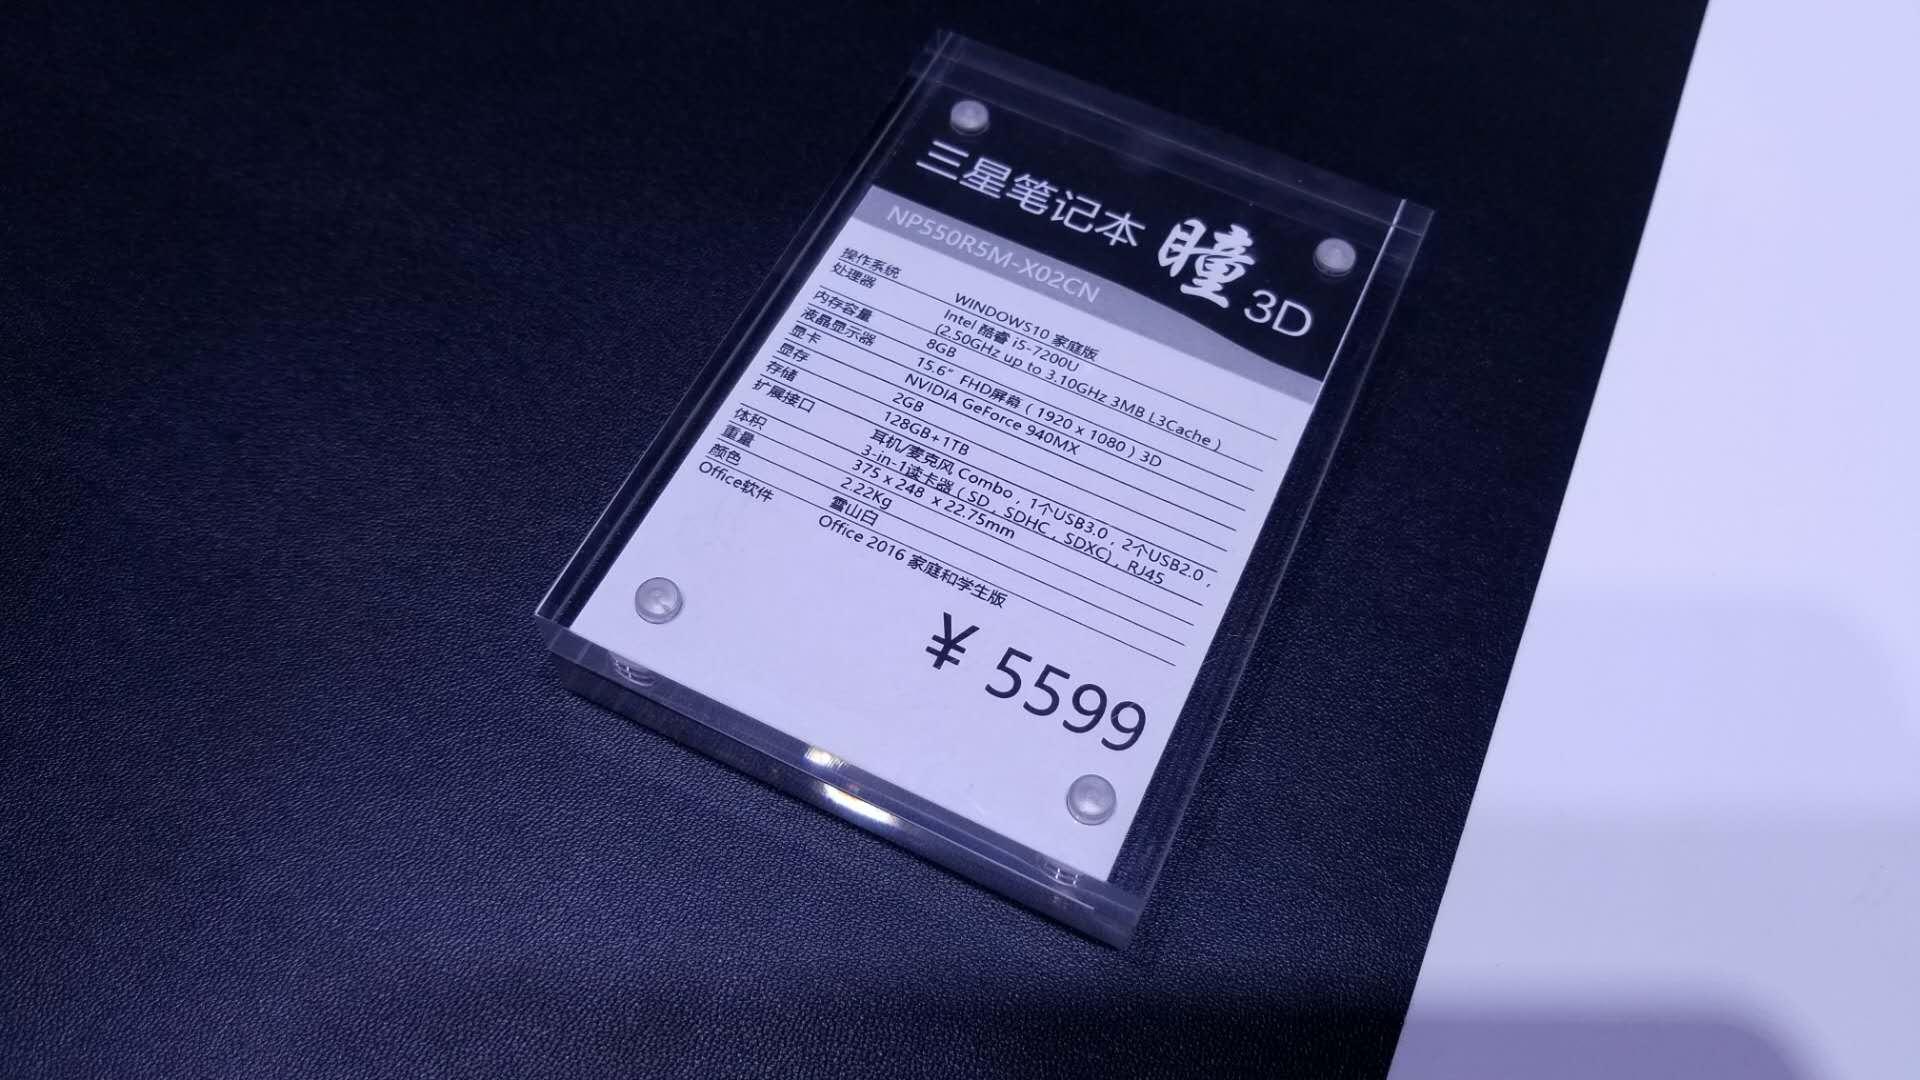 三星笔记本 瞳 3D
NP550R5M-X02CN
操作系统 WINDOWS10 家庭版
处理器 Intel 酷睿 i5-7200U
(2.50GHz up to 3.10GHz 3MB L3Cache)
内存容量 8GB
液晶显示器 15.6” FHD屏幕(1920 x 1080)3D
显卡 NVIDIA GeForce 940MX
显存 2GB
存储 128GB+1TB
扩展接口 耳机/麦克风 Combo,1个USB3.0,2个USB2.0,
3-in-1读卡器(SD,SDHC,SDXC),RJ45
体积 375 x 248 x 22.75mm
重量 2.22Kg
颜色 雪山白
Office软件 Office 2016 家庭和学生版
¥ 5599